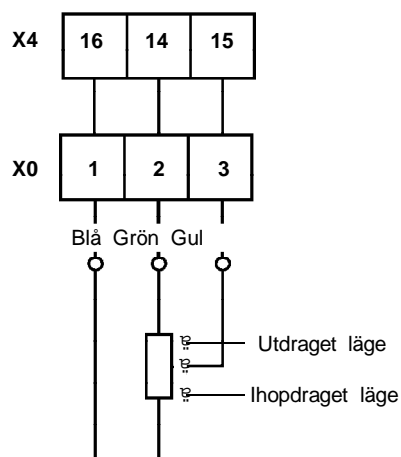 X4 16 14 15
X0 1 2 3
Blå Grön Gul
Utdraget läge
Ihopdraget läge